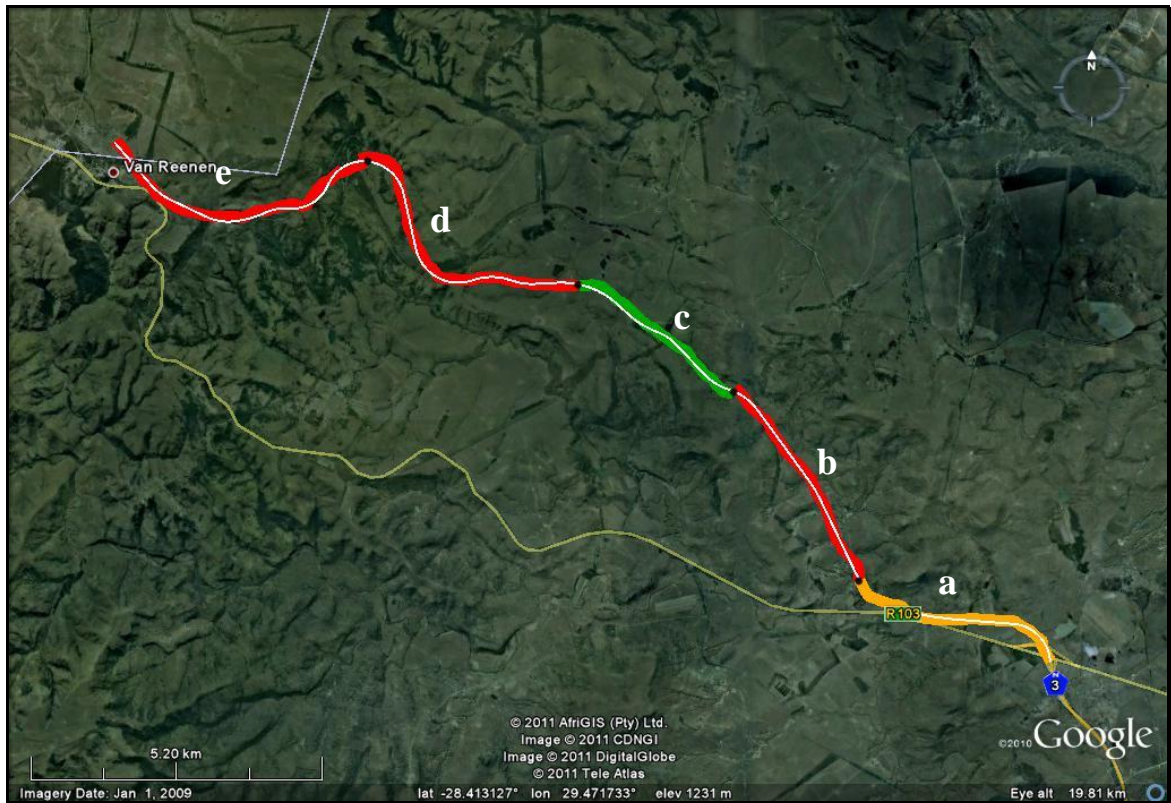 N
Van Reenen
e
d
c
b
a
R 103
3
© 2011 AfriGIS (Pty) Ltd.
Image © 2011 CDNGI
Image © 2011 DigitalGlobe
© 2011 Tele Atlas
©2010 Google
5.20 km
Imagery Date: Jan 1, 2009
lat -28.413127° lon 29.471733° elev 1231 m
Eye alt 19.81 km